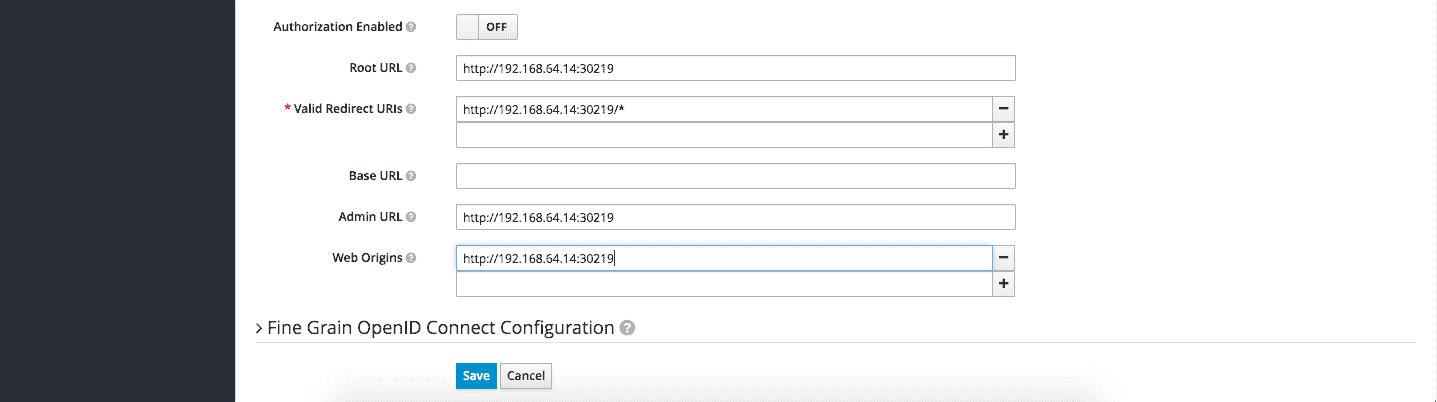 Authorization Enabled ? OFF
Root URL ? http://192.168.64.14:30219
* Valid Redirect URIs ? http://192.168.64.14:30219/* −
+
Base URL ?
Admin URL ? http://192.168.64.14:30219
Web Origins ? http://192.168.64.14:30219 −
+
> Fine Grain OpenID Connect Configuration ?
Save Cancel